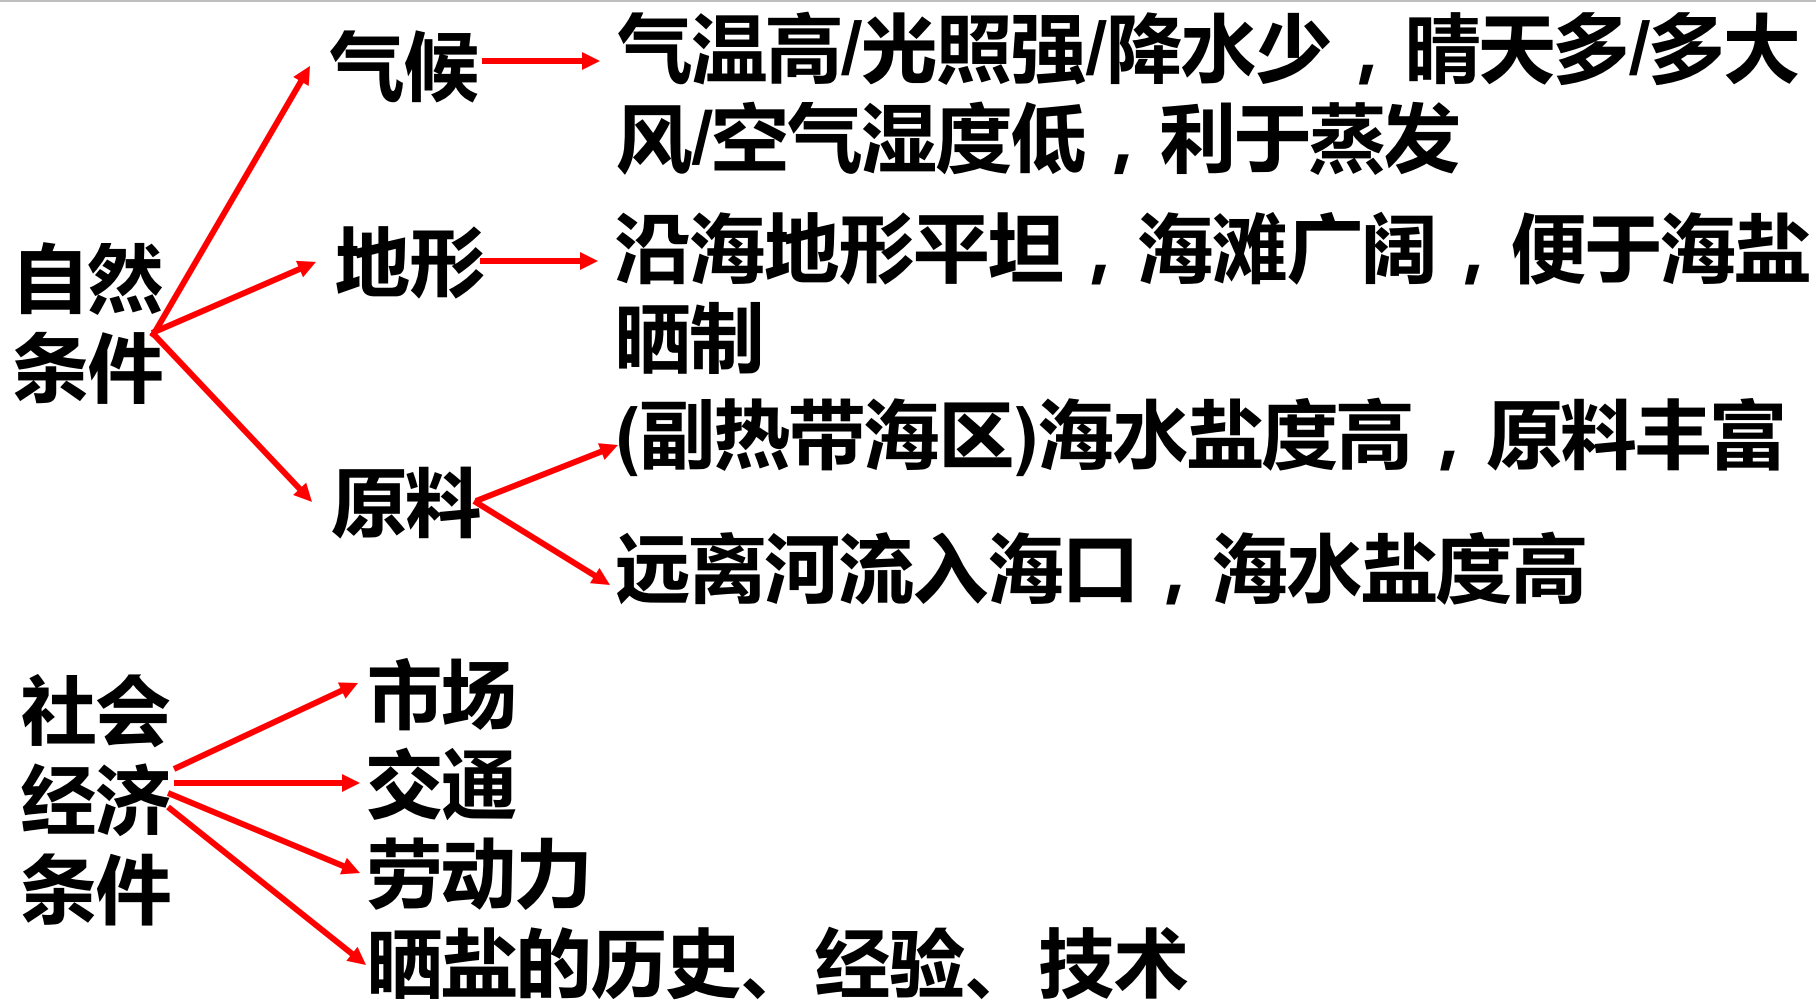 自然
条件
气候
气温高/光照强/降水少，晴天多/多大
风/空气湿度低，利于蒸发
地形
沿海地形平坦，海滩广阔，便于海盐
晒制
原料
(副热带海区)海水盐度高，原料丰富
远离河流入海口，海水盐度高
社会
经济
条件
市场
交通
劳动力
晒盐的历史、经验、技术